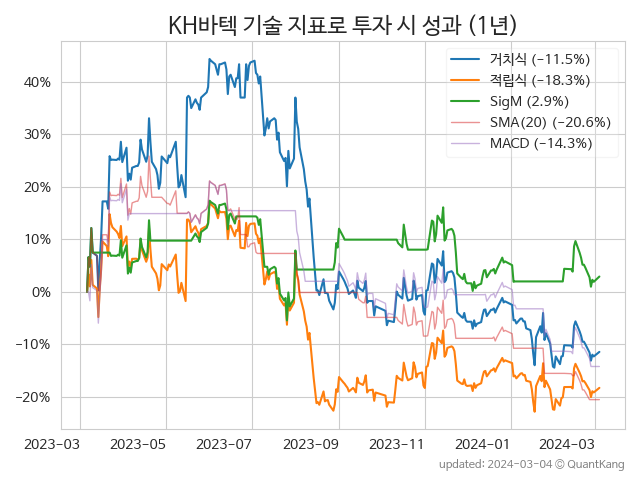 KH바텍 기술 지표로 투자 시 성과 (1년)
거치식 (−11.5%)
적립식 (−18.3%)
SigM (2.9%)
SMA(20) (−20.6%)
MACD (−14.3%)
40%
30%
20%
10%
0%
−10%
−20%
2023-03
2023-05
2023-07
2023-09
2023-11
2024-01
2024-03
updated: 2024-03-04 © QuantKang